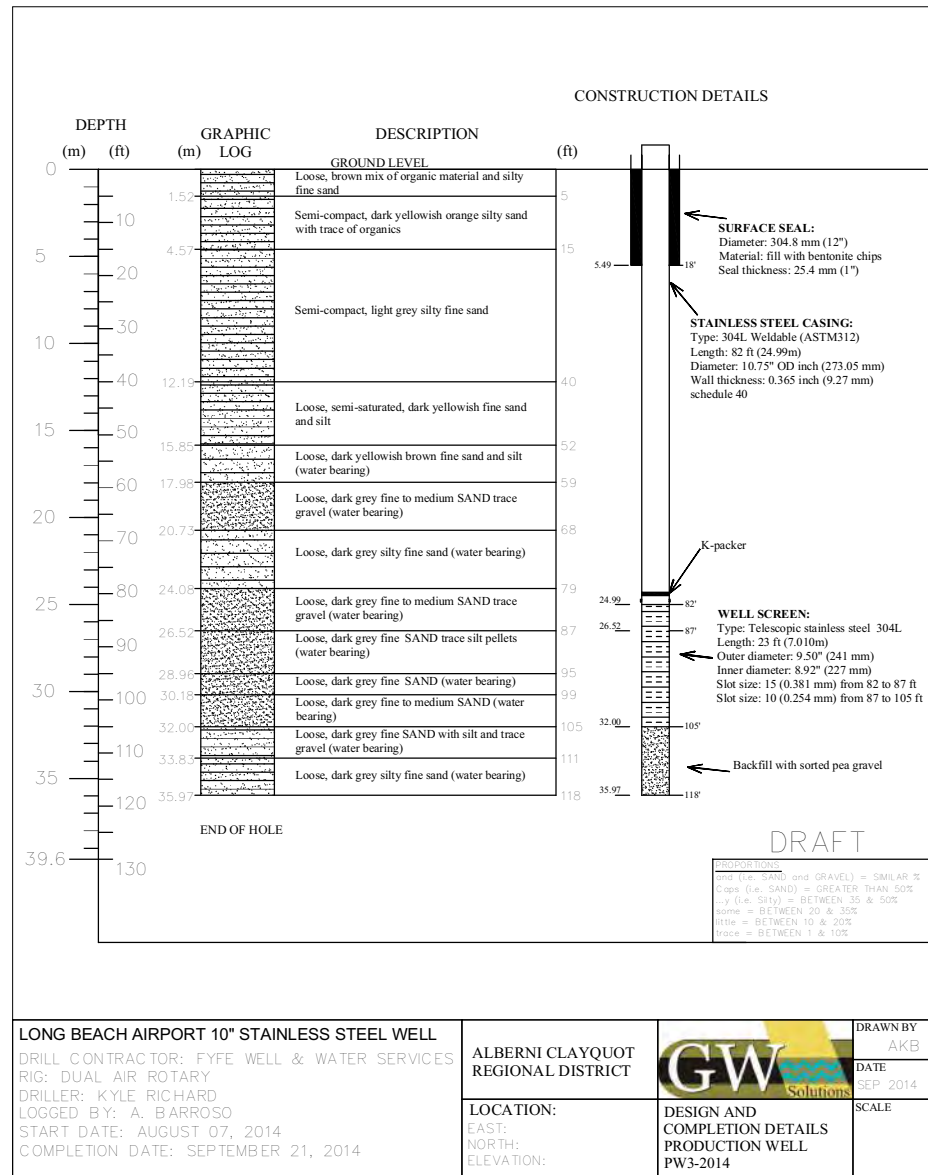 CONSTRUCTION DETAILS
DEPTH
(m) (ft) (m) GRAPHIC LOG DESCRIPTION (ft)
GROUND LEVEL
0
Loose, brown mix of organic material and silty
fine sand
1.52 5
Semi-compact, dark yellowish orange silty sand
with trace of organics
4.57 15
Semi-compact, light grey silty fine sand
12.19 40
Loose, semi-saturated, dark yellowish fine sand
and silt
15.85 52
Loose, dark yellowish brown fine sand and silt
(water bearing)
17.98 59
Loose, dark grey fine to medium SAND trace
gravel (water bearing)
20.73 68
Loose, dark grey silty fine sand (water bearing)
24.08 79
Loose, dark grey fine to medium SAND trace
gravel (water bearing)
26.52 87
Loose, dark grey fine SAND trace silt pellets
(water bearing)
28.96 95
Loose, dark grey fine SAND (water bearing)
30.18 99
Loose, dark grey fine to medium SAND (water
bearing)
32.00 105
Loose, dark grey fine SAND with silt and trace
gravel (water bearing)
33.83 111
Loose, dark grey silty fine sand (water bearing)
35.97 118
END OF HOLE
5
10
15
20
25
30
35
39.6
10
20
30
40
50
60
70
80
90
100
110
120
130
SURFACE SEAL:
Diameter: 304.8 mm (12")
Material: fill with bentonite chips
Seal thickness: 25.4 mm (1")
5.49 18'
STAINLESS STEEL CASING:
Type: 304L Weldable (ASTM312)
Length: 82 ft (24.99m)
Diameter: 10.75" OD inch (273.05 mm)
Wall thickness: 0.365 inch (9.27 mm)
schedule 40
K-packer
24.99 82'
26.52 87'
WELL SCREEN:
Type: Telescopic stainless steel 304L
Length: 23 ft (7.010m)
Outer diameter: 9.50" (241 mm)
Inner diameter: 8.92" (227 mm)
Slot size: 15 (0.381 mm) from 82 to 87 ft
Slot size: 10 (0.254 mm) from 87 to 105 ft
32.00 105'
Backfill with sorted pea gravel
35.97 118'
DRAFT
PROPORTIONS
and (i.e. SAND and GRAVEL) = SIMILAR %
Caps (i.e. SAND) = GREATER THAN 50%
...y (i.e. Silty) = BETWEEN 35 & 50%
some = BETWEEN 20 & 35%
little = BETWEEN 10 & 20%
trace = BETWEEN 1 & 10%
LONG BEACH AIRPORT 10" STAINLESS STEEL WELL
DRILL CONTRACTOR: FYFE WELL & WATER SERVICES
RIG: DUAL AIR ROTARY
DRILLER: KYLE RICHARD
LOGGED BY: A. BARROSO
START DATE: AUGUST 07, 2014
COMPLETION DATE: SEPTEMBER 21, 2014
ALBERNI CLAYQUOT
REGIONAL DISTRICT
LOCATION:
EAST:
NORTH:
ELEVATION:
GW
Solutions
DESIGN AND
COMPLETION DETAILS
PRODUCTION WELL
PW3-2014
DRAWN BY
AKB
DATE
SEP 2014
SCALE